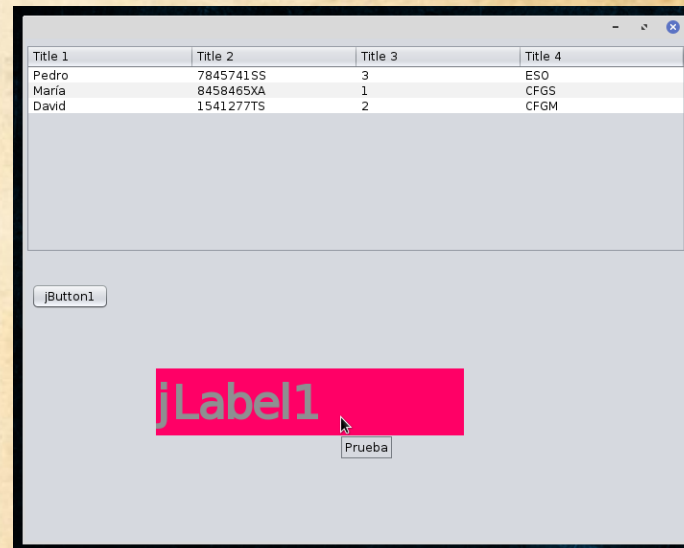 Title 1 Title 2 Title 3 Title 4
Pedro 7845741SS 3 ESO
María 8458465XA 1 CFGS
David 1541277TS 2 CFGM
jButton1
jLabel1
Prueba